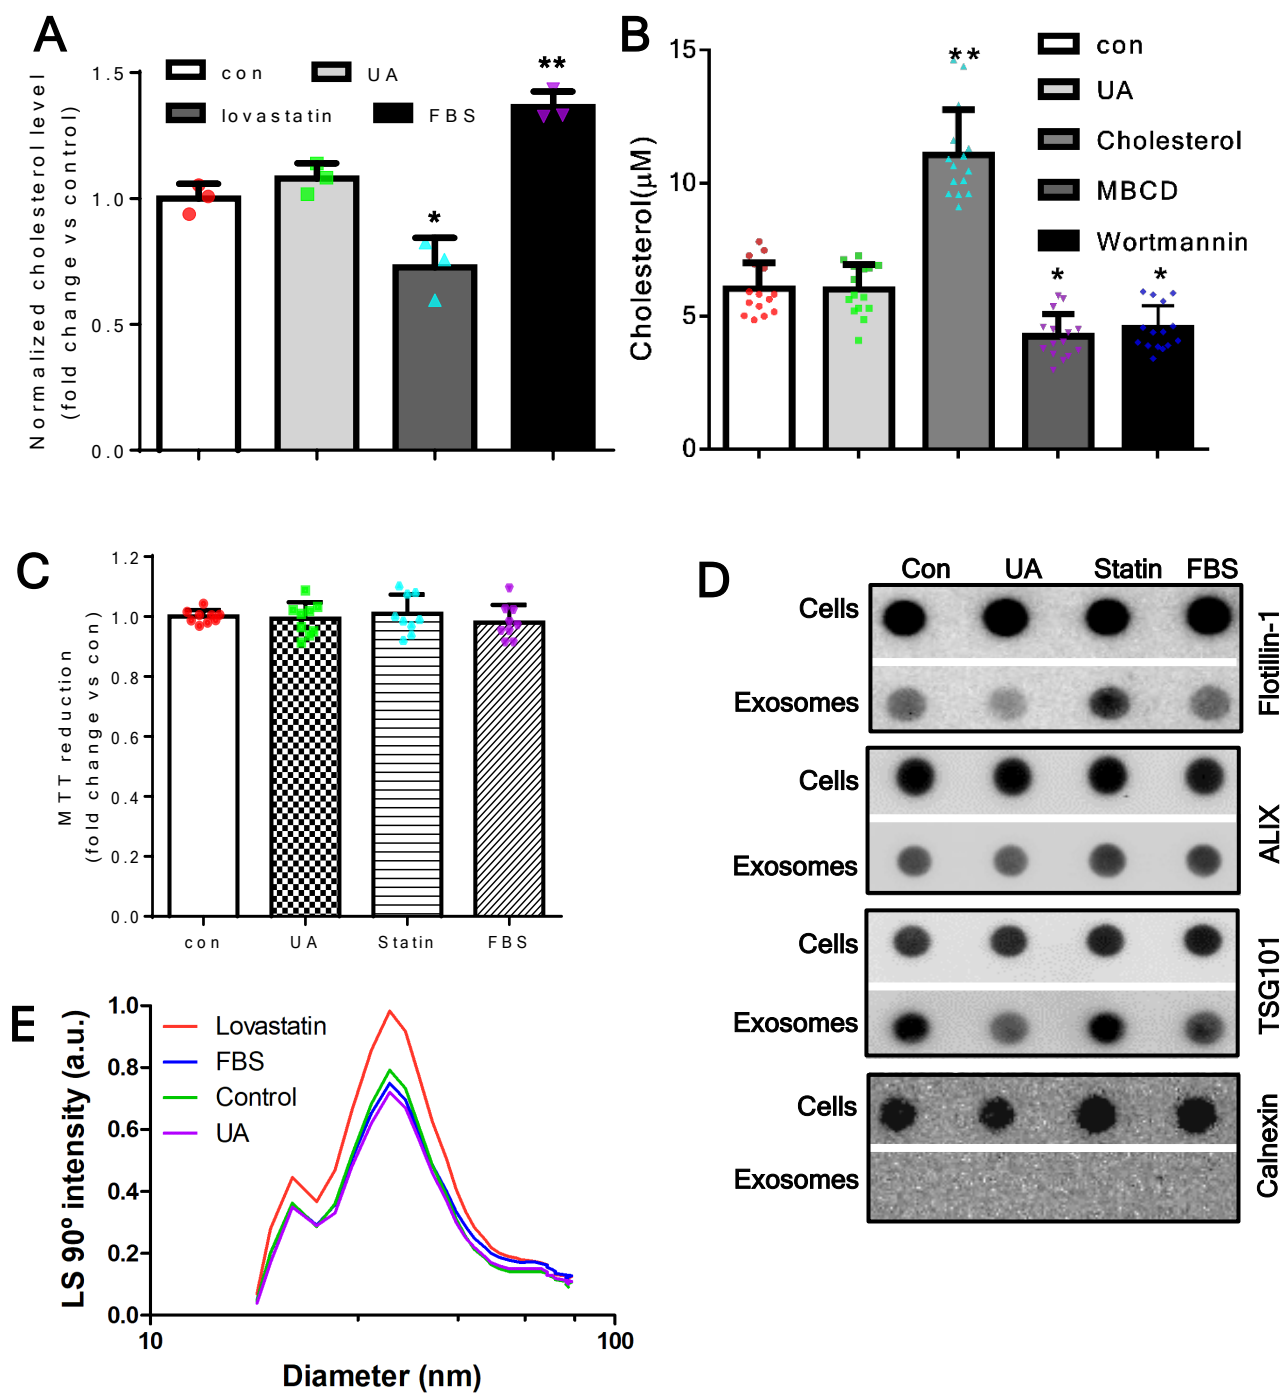 A
Normalized cholesterol level
(fold change vs control)
1.5
1.0
0.5
0.0
con
UA
lovastatin
FBS
*
**
B
Cholesterol(μM)
15
10
5
0
**
*
*
con
UA
Cholesterol
MBCD
Wortmannin
C
MTT reduction
(fold change vs con)
1.2
1.0
0.8
0.6
0.4
0.2
0.0
con UA Statin FBS
D
Con UA Statin FBS
Cells
Exosomes
Flotillin-1
Cells
Exosomes
ALIX
Cells
Exosomes
TSG101
Cells
Exosomes
Calnexin
E
LS 90º intensity (a.u.)
1.0
0.8
0.6
0.4
0.2
0.0
Lovastatin
FBS
Control
UA
10 100
Diameter (nm)